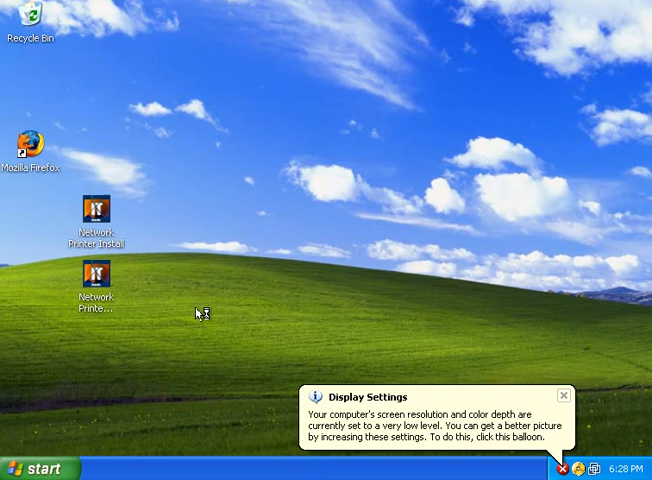 Recycle Bin
Mozilla Firefox
Network
Printer Install
Network
Printe...
Display Settings
Your computer's screen resolution and color depth are
currently set to a very low level. You can get a better picture
by increasing these settings. To do this, click this balloon.
start
6:28 PM